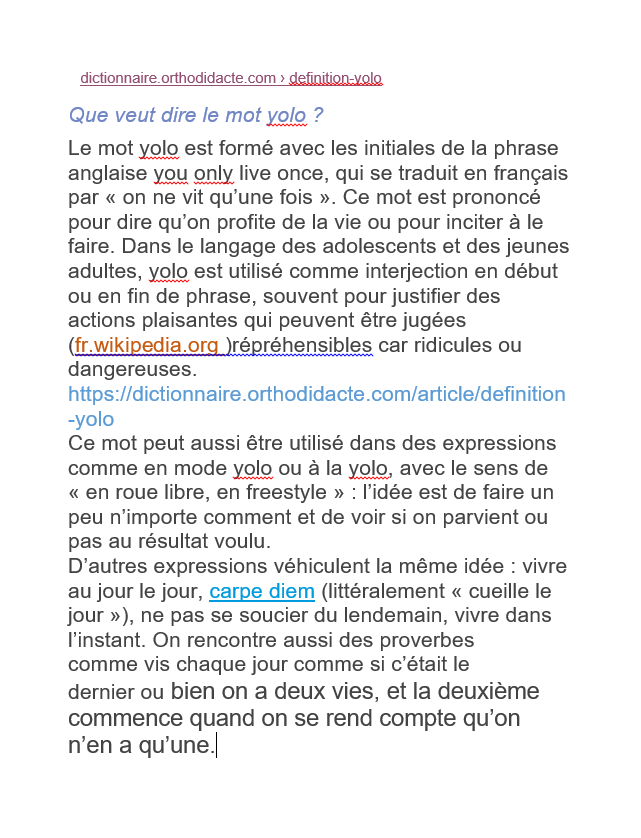 dictionnaire.orthodidacte.com › definition-yolo
Que veut dire le mot yolo ?
Le mot yolo est formé avec les initiales de la phrase
anglaise you only live once, qui se traduit en français
par « on ne vit qu’une fois ». Ce mot est prononcé
pour dire qu’on profite de la vie ou pour inciter à le
faire. Dans le langage des adolescents et des jeunes
adultes, yolo est utilisé comme interjection en début
ou en fin de phrase, souvent pour justifier des
actions plaisantes qui peuvent être jugées
(fr.wikipedia.org )répréhensibles car ridicules ou
dangereuses.
https://dictionnaire.orthodidacte.com/article/definition
-yolo
Ce mot peut aussi être utilisé dans des expressions
comme en mode yolo ou à la yolo, avec le sens de
« en roue libre, en freestyle » : l’idée est de faire un
peu n’importe comment et de voir si on parvient ou
pas au résultat voulu.
D’autres expressions véhiculent la même idée : vivre
au jour le jour, carpe diem (littéralement « cueille le
jour »), ne pas se soucier du lendemain, vivre dans
l’instant. On rencontre aussi des proverbes
comme vis chaque jour comme si c’était le
dernier ou bien on a deux vies, et la deuxième
commence quand on se rend compte qu’on
n’en a qu’une.